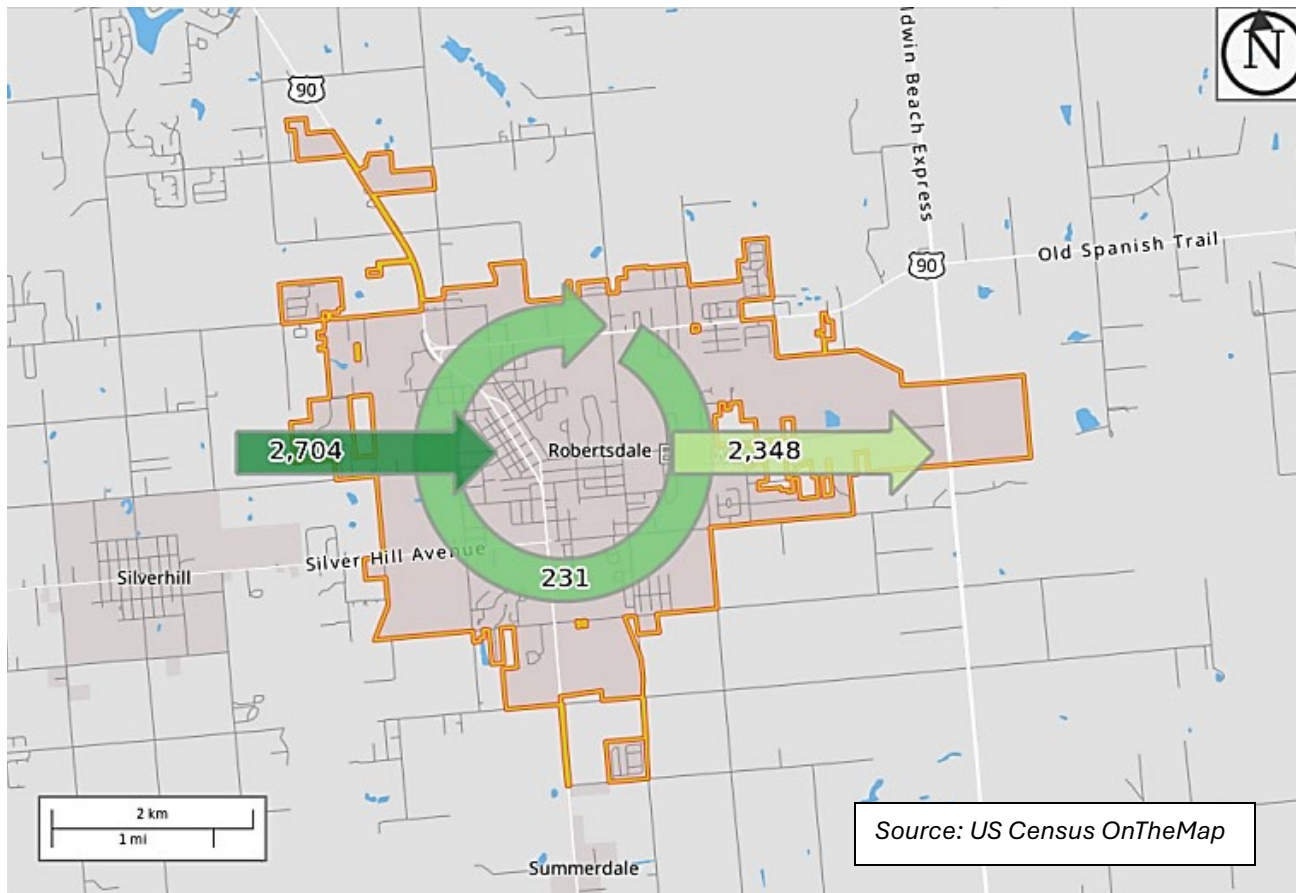 N
90
ldwin Beach Express
Old Spanish Trail
90
2,704
Robertsdale
2,348
Silver Hill Avenue
Silverhill
231
2 km
1 mi
Source: US Census OnTheMap
Summerdale